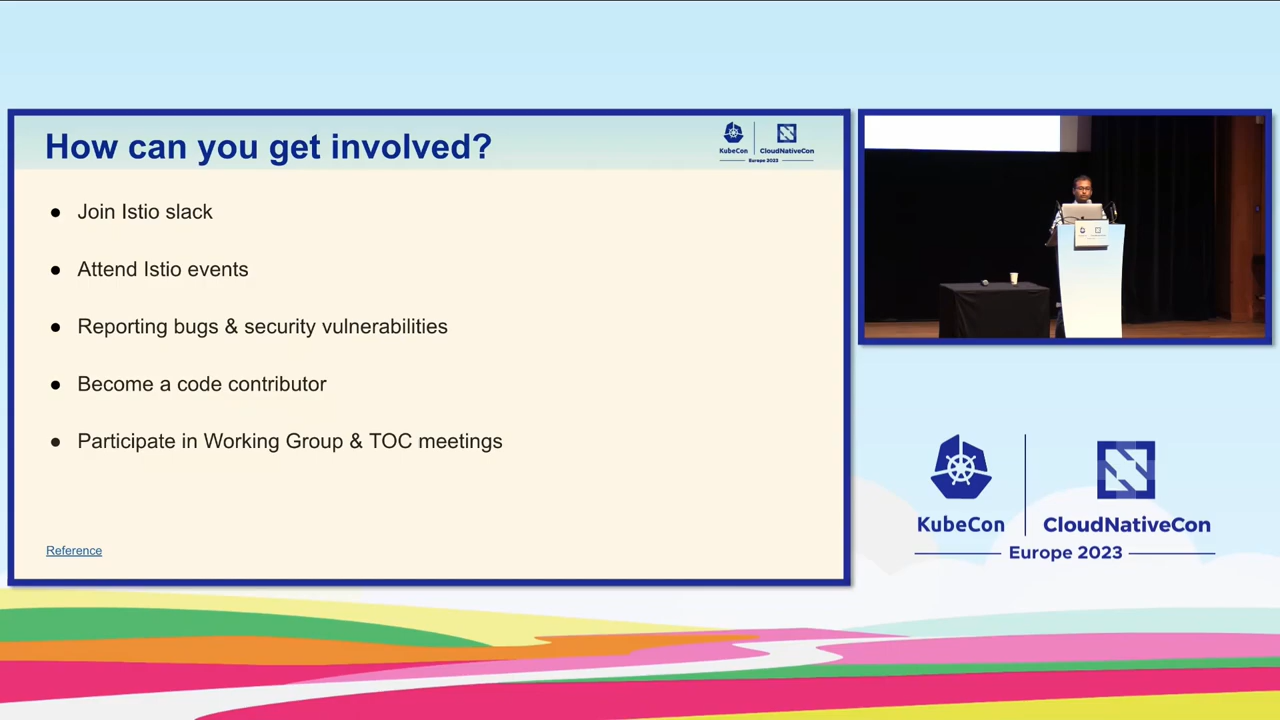 How can you get involved?
KubeCon
CloudNativeCon
Europe 2023
● Join Istio slack
● Attend Istio events
● Reporting bugs & security vulnerabilities
● Become a code contributor
● Participate in Working Group & TOC meetings
Reference
KubeCon
CloudNativeCon
Europe 2023